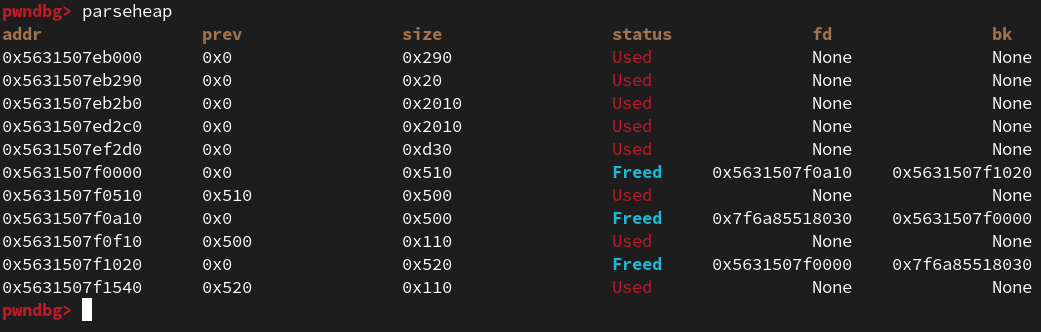 pwndbg> parseheap
addr prev size status fd bk
0x5631507eb000 0x0 0x290 Used None None
0x5631507eb290 0x0 0x20 Used None None
0x5631507eb2b0 0x0 0x2010 Used None None
0x5631507ed2c0 0x0 0x2010 Used None None
0x5631507ef2d0 0x0 0xd30 Used None None
0x5631507f0000 0x0 0x510 Freed 0x5631507f0a10 0x5631507f1020
0x5631507f0510 0x510 0x500 Used None None
0x5631507f0a10 0x0 0x500 Freed 0x7f6a85518030 0x5631507f0000
0x5631507f0f10 0x500 0x110 Used None None
0x5631507f1020 0x0 0x520 Freed 0x5631507f0000 0x7f6a85518030
0x5631507f1540 0x520 0x110 Used None None
pwndbg>